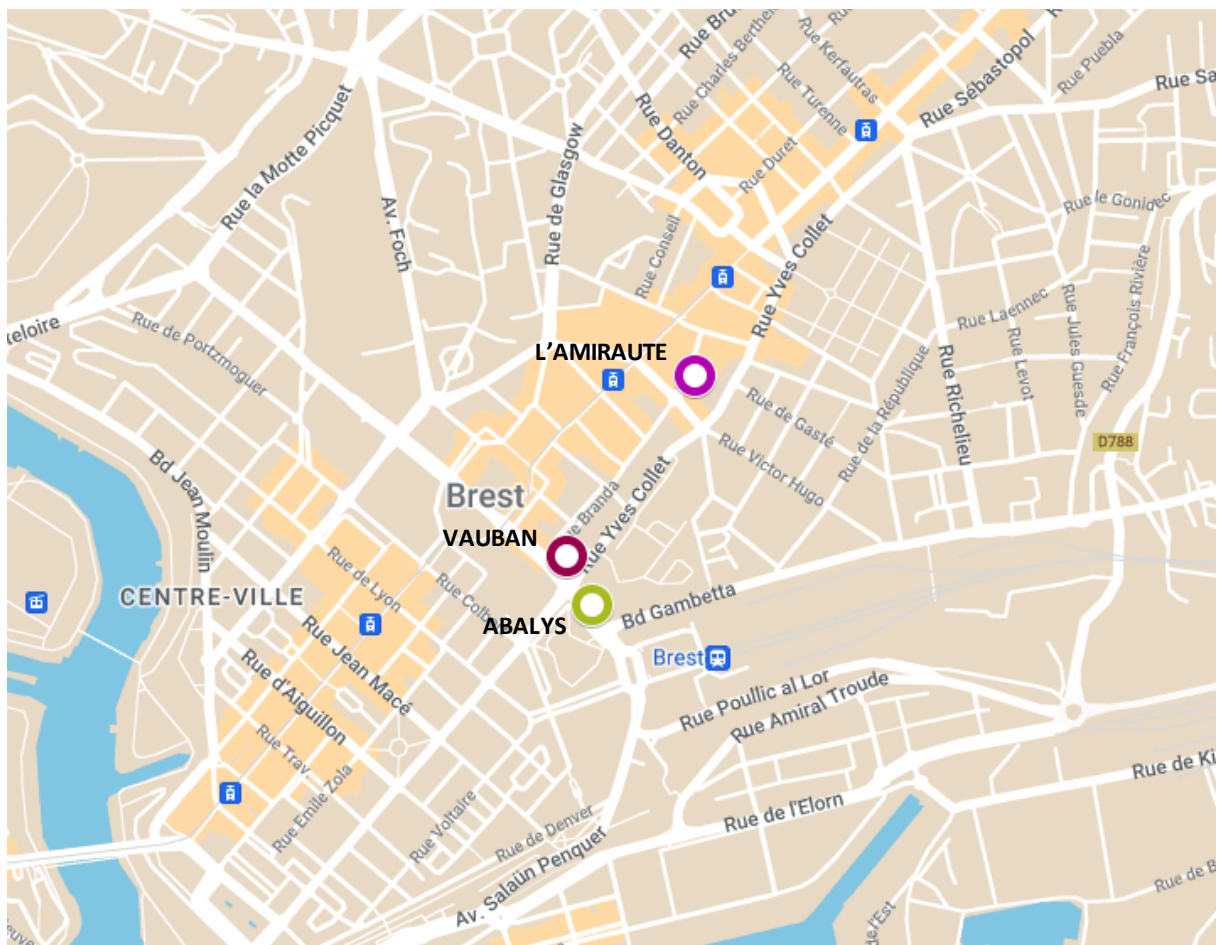 Rue Bru
Rue Charles Berthel
Rue Kerfautras
Rue Turenne
Rue Puebla
Rue Sébastopol
Rue Sa
Rue la Motte Picquet
Rue Danton
Rue Duret
Rue de Glasgow
Av. Foch
Rue le Gonidec
Rue Conseil
Rue Yves Collet
Rue François Rivière
Rue Laennec
Rue Jules Guesde
Rue Levot
eloire
Rue de Portzmoguer
L'AMIRAUTE
Rue de la République
Rue Richelieu
Rue de Gasté
Rue Victor Hugo
D788
Bd Jean Moulin
Brest
Rue Yves Collet
e Branda
VAUBAN
Rue de Lyon
Rue Colb
CENTRE-VILLE
ABALYS
Bd Gambetta
Rue Jean Macé
Brest
Rue d'Aiguillon
Rue Poullic al Lor
Rue Amiral Troude
Rue Trav
Rue Emile Zola
Rue Voltaire
Rue de Denver
Rue de l'Elorn
Rue de Ki
Av. Salaün Penquer
Rue de B
de l'Est
euve